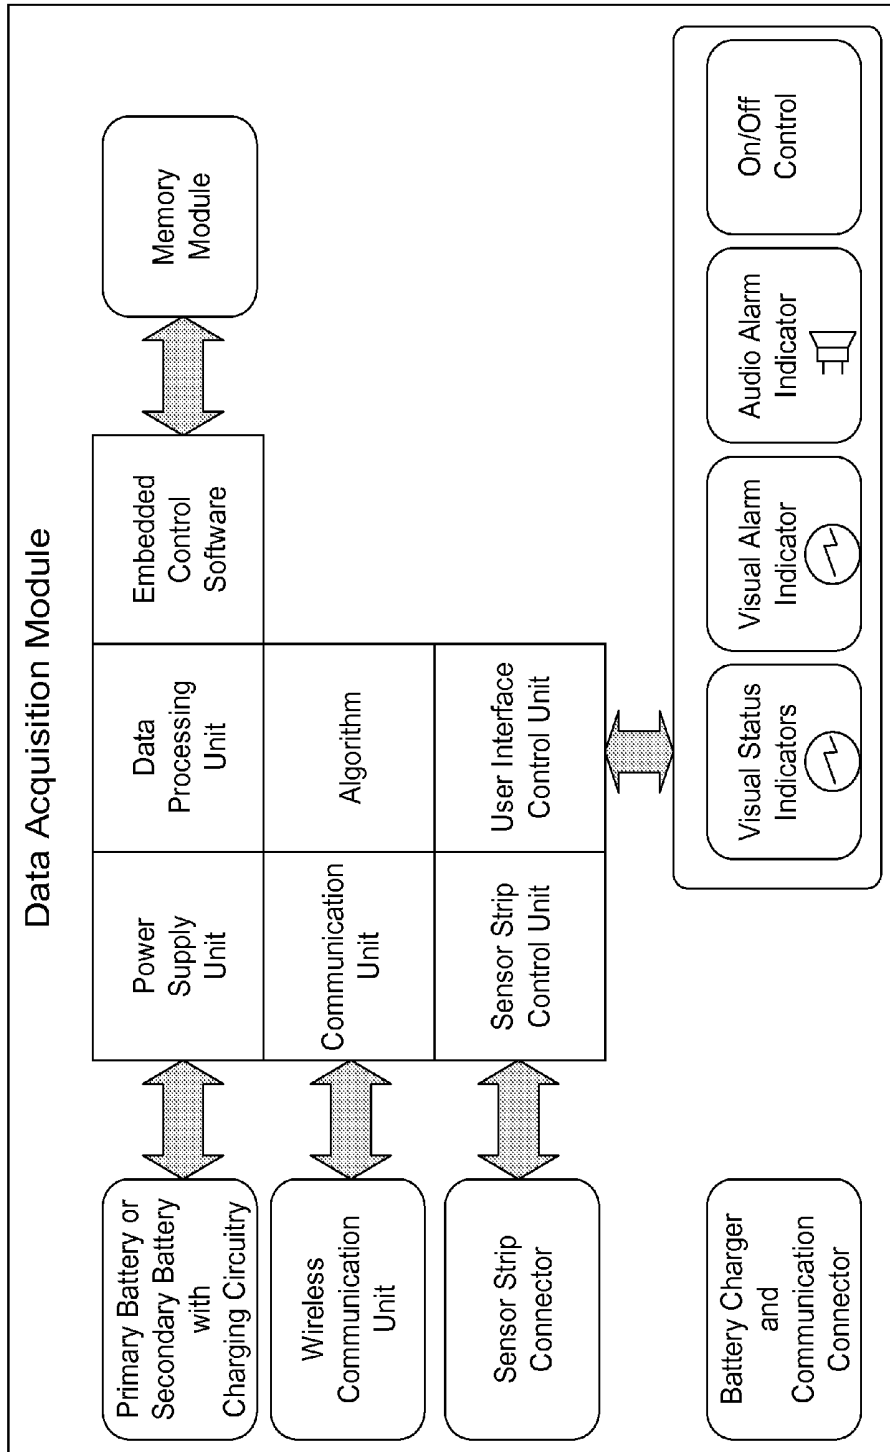 Data Acquisition Module
Primary Battery or
Secondary Battery
with
Charging Circuitry
Power
Supply
Unit
Data
Processing
Unit
Embedded
Control
Software
Memory
Module
Wireless
Communication
Unit
Communication
Unit
Algorithm
Sensor Strip
Connector
Sensor Strip
Control Unit
User Interface
Control Unit
Battery Charger
and
Communication
Connector
Visual Status
Indicators
Visual Alarm
Indicator
Audio Alarm
Indicator
On/Off
Control